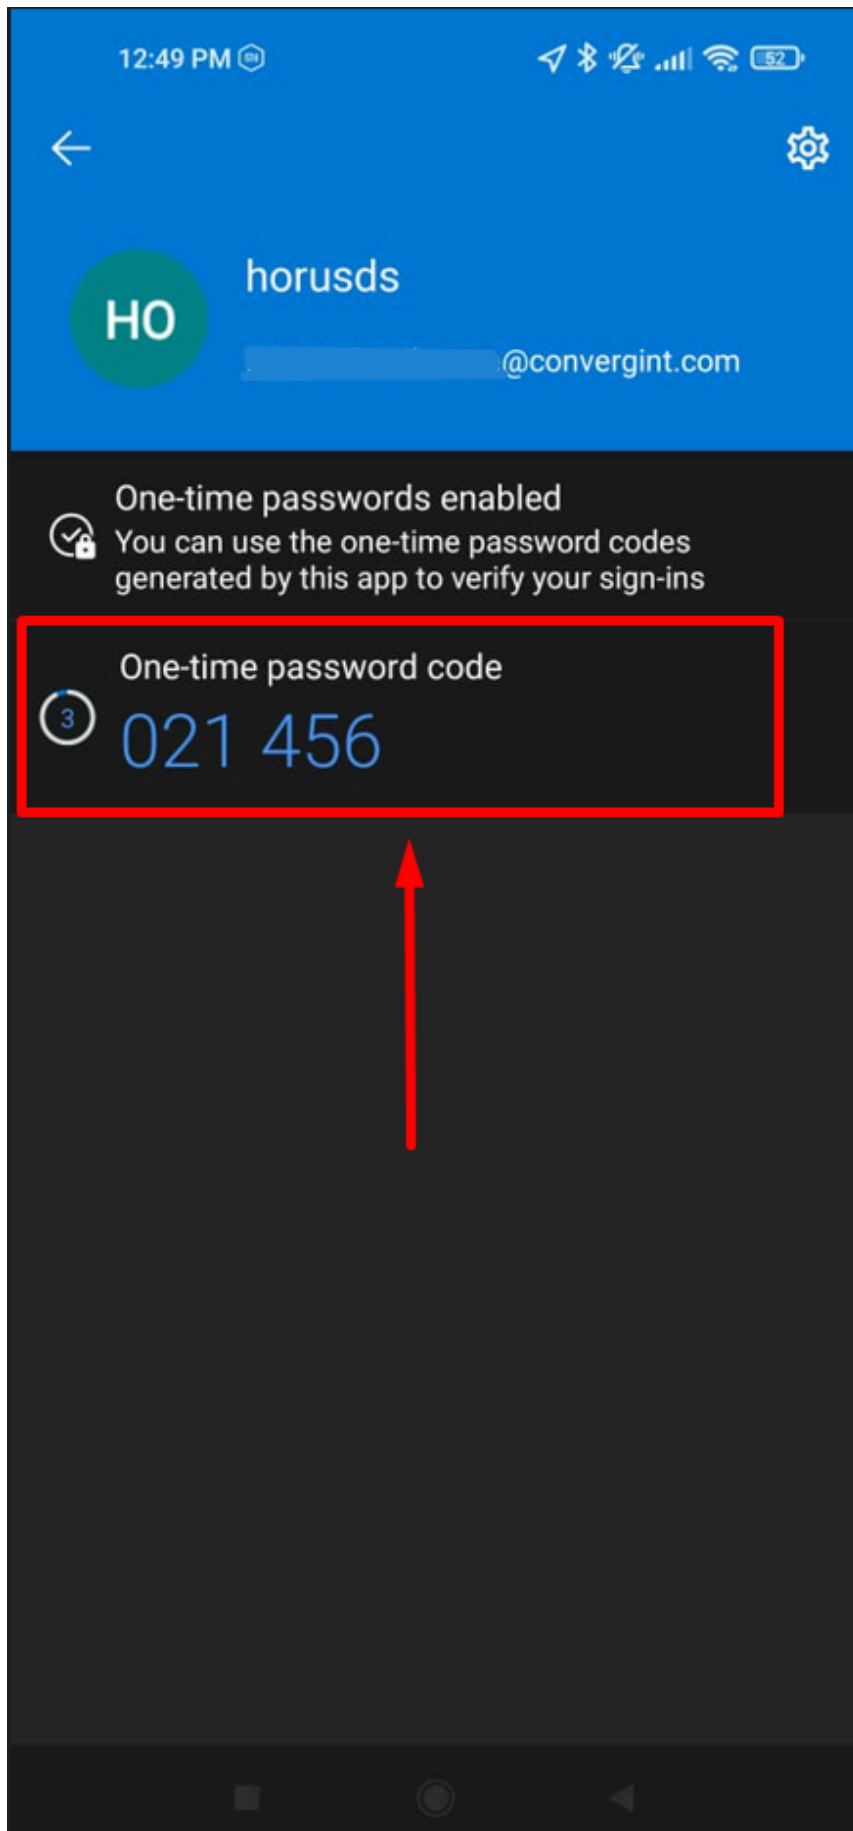 12:49 PM
52
HO
horusds
@convergint.com
One-time passwords enabled
You can use the one-time password codes
generated by this app to verify your sign-ins
One-time password code
3
021 456